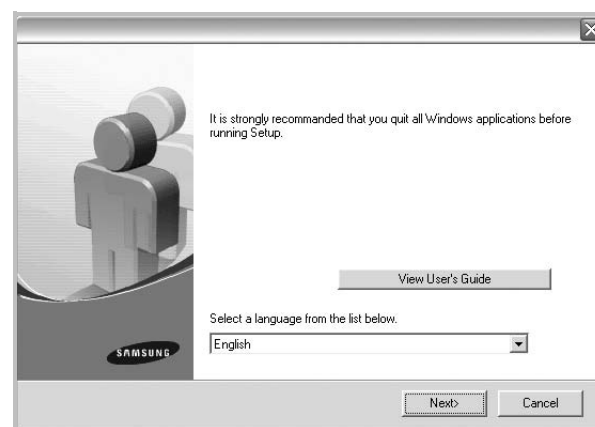 It is strongly recommanded that you quit all Windows applications before
running Setup.
View User's Guide
Select a language from the list below.
English
SAMSUNG
Next>
Cancel